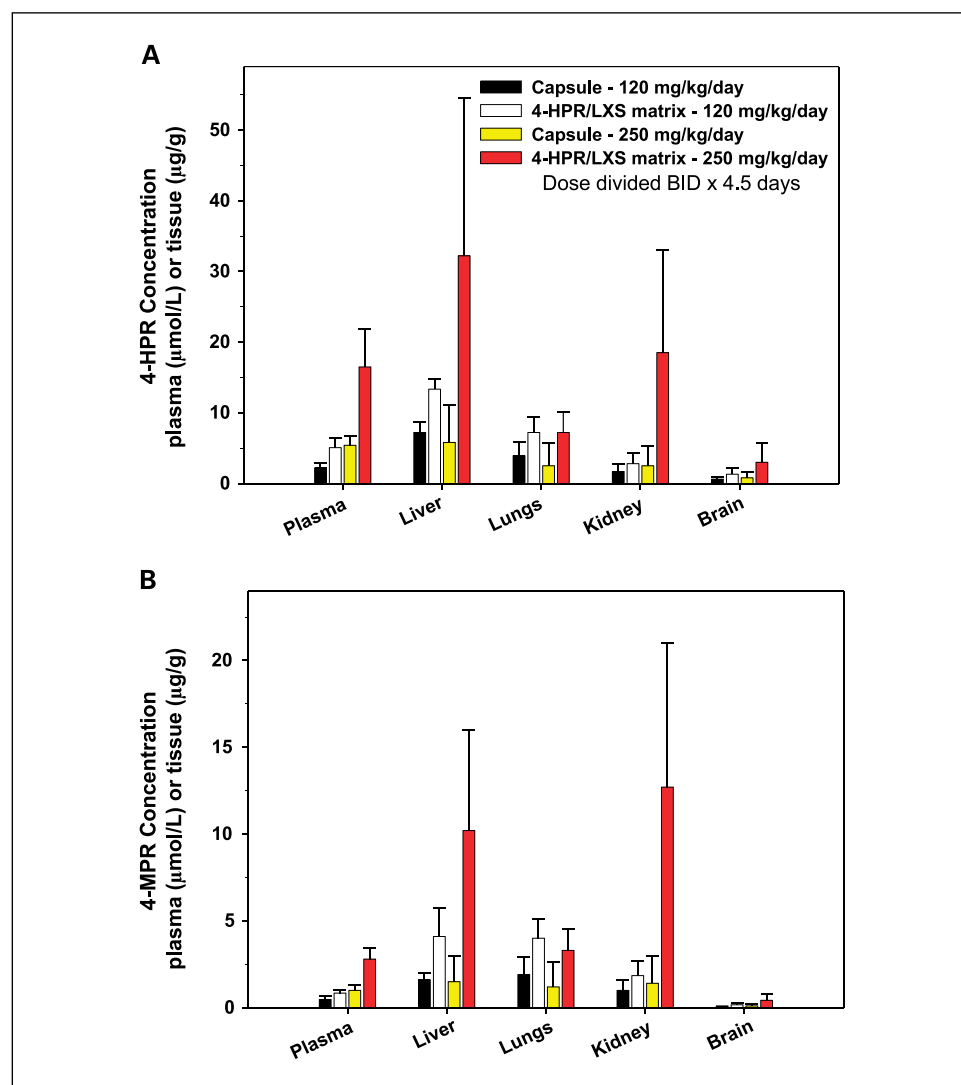 A
Capsule - 120 mg/kg/day
4-HPR/LXS matrix - 120 mg/kg/day
Capsule - 250 mg/kg/day
4-HPR/LXS matrix - 250 mg/kg/day
Dose divided BID x 4.5 days
4-HPR Concentration
plasma (μmol/L) or tissue (μg/g)
50
40
30
20
10
0
Plasma
Liver
Lungs
Kidney
Brain
B
4-MPR Concentration
plasma (μmol/L) or tissue (μg/g)
20
15
10
5
0
Plasma
Liver
Lungs
Kidney
Brain